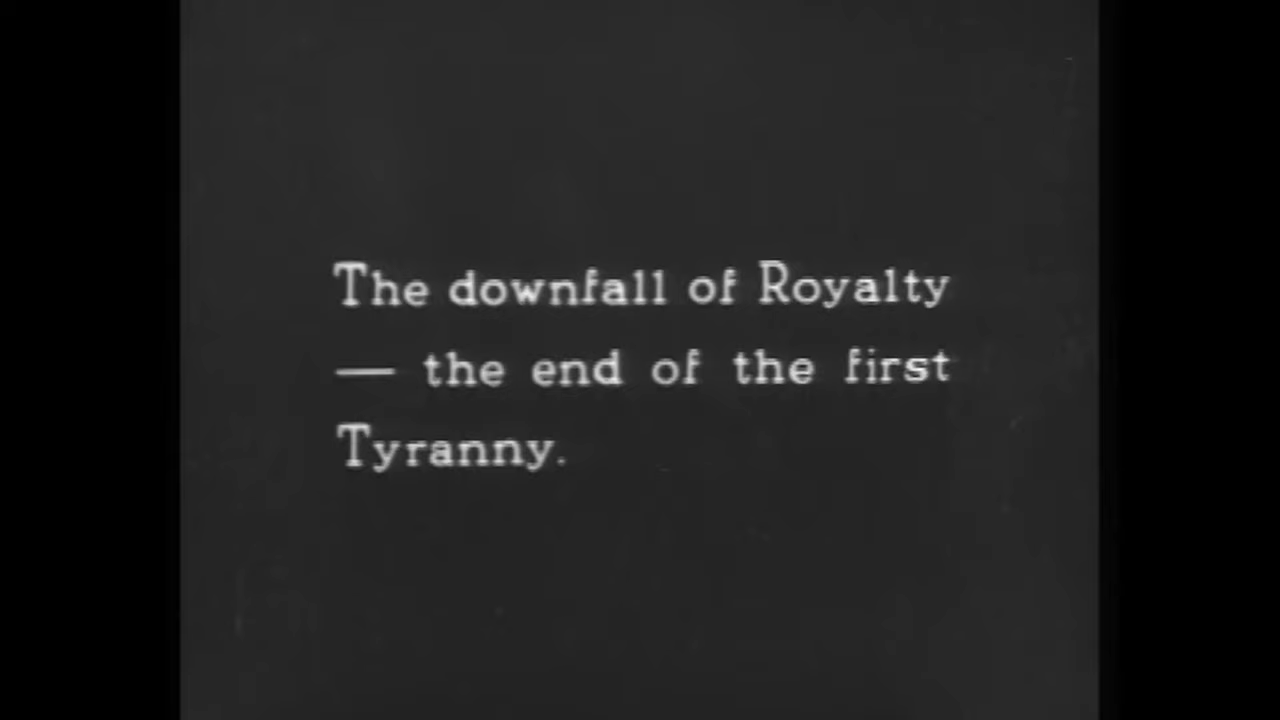 The downfall of Royalty
— the end of the first
Tyranny.